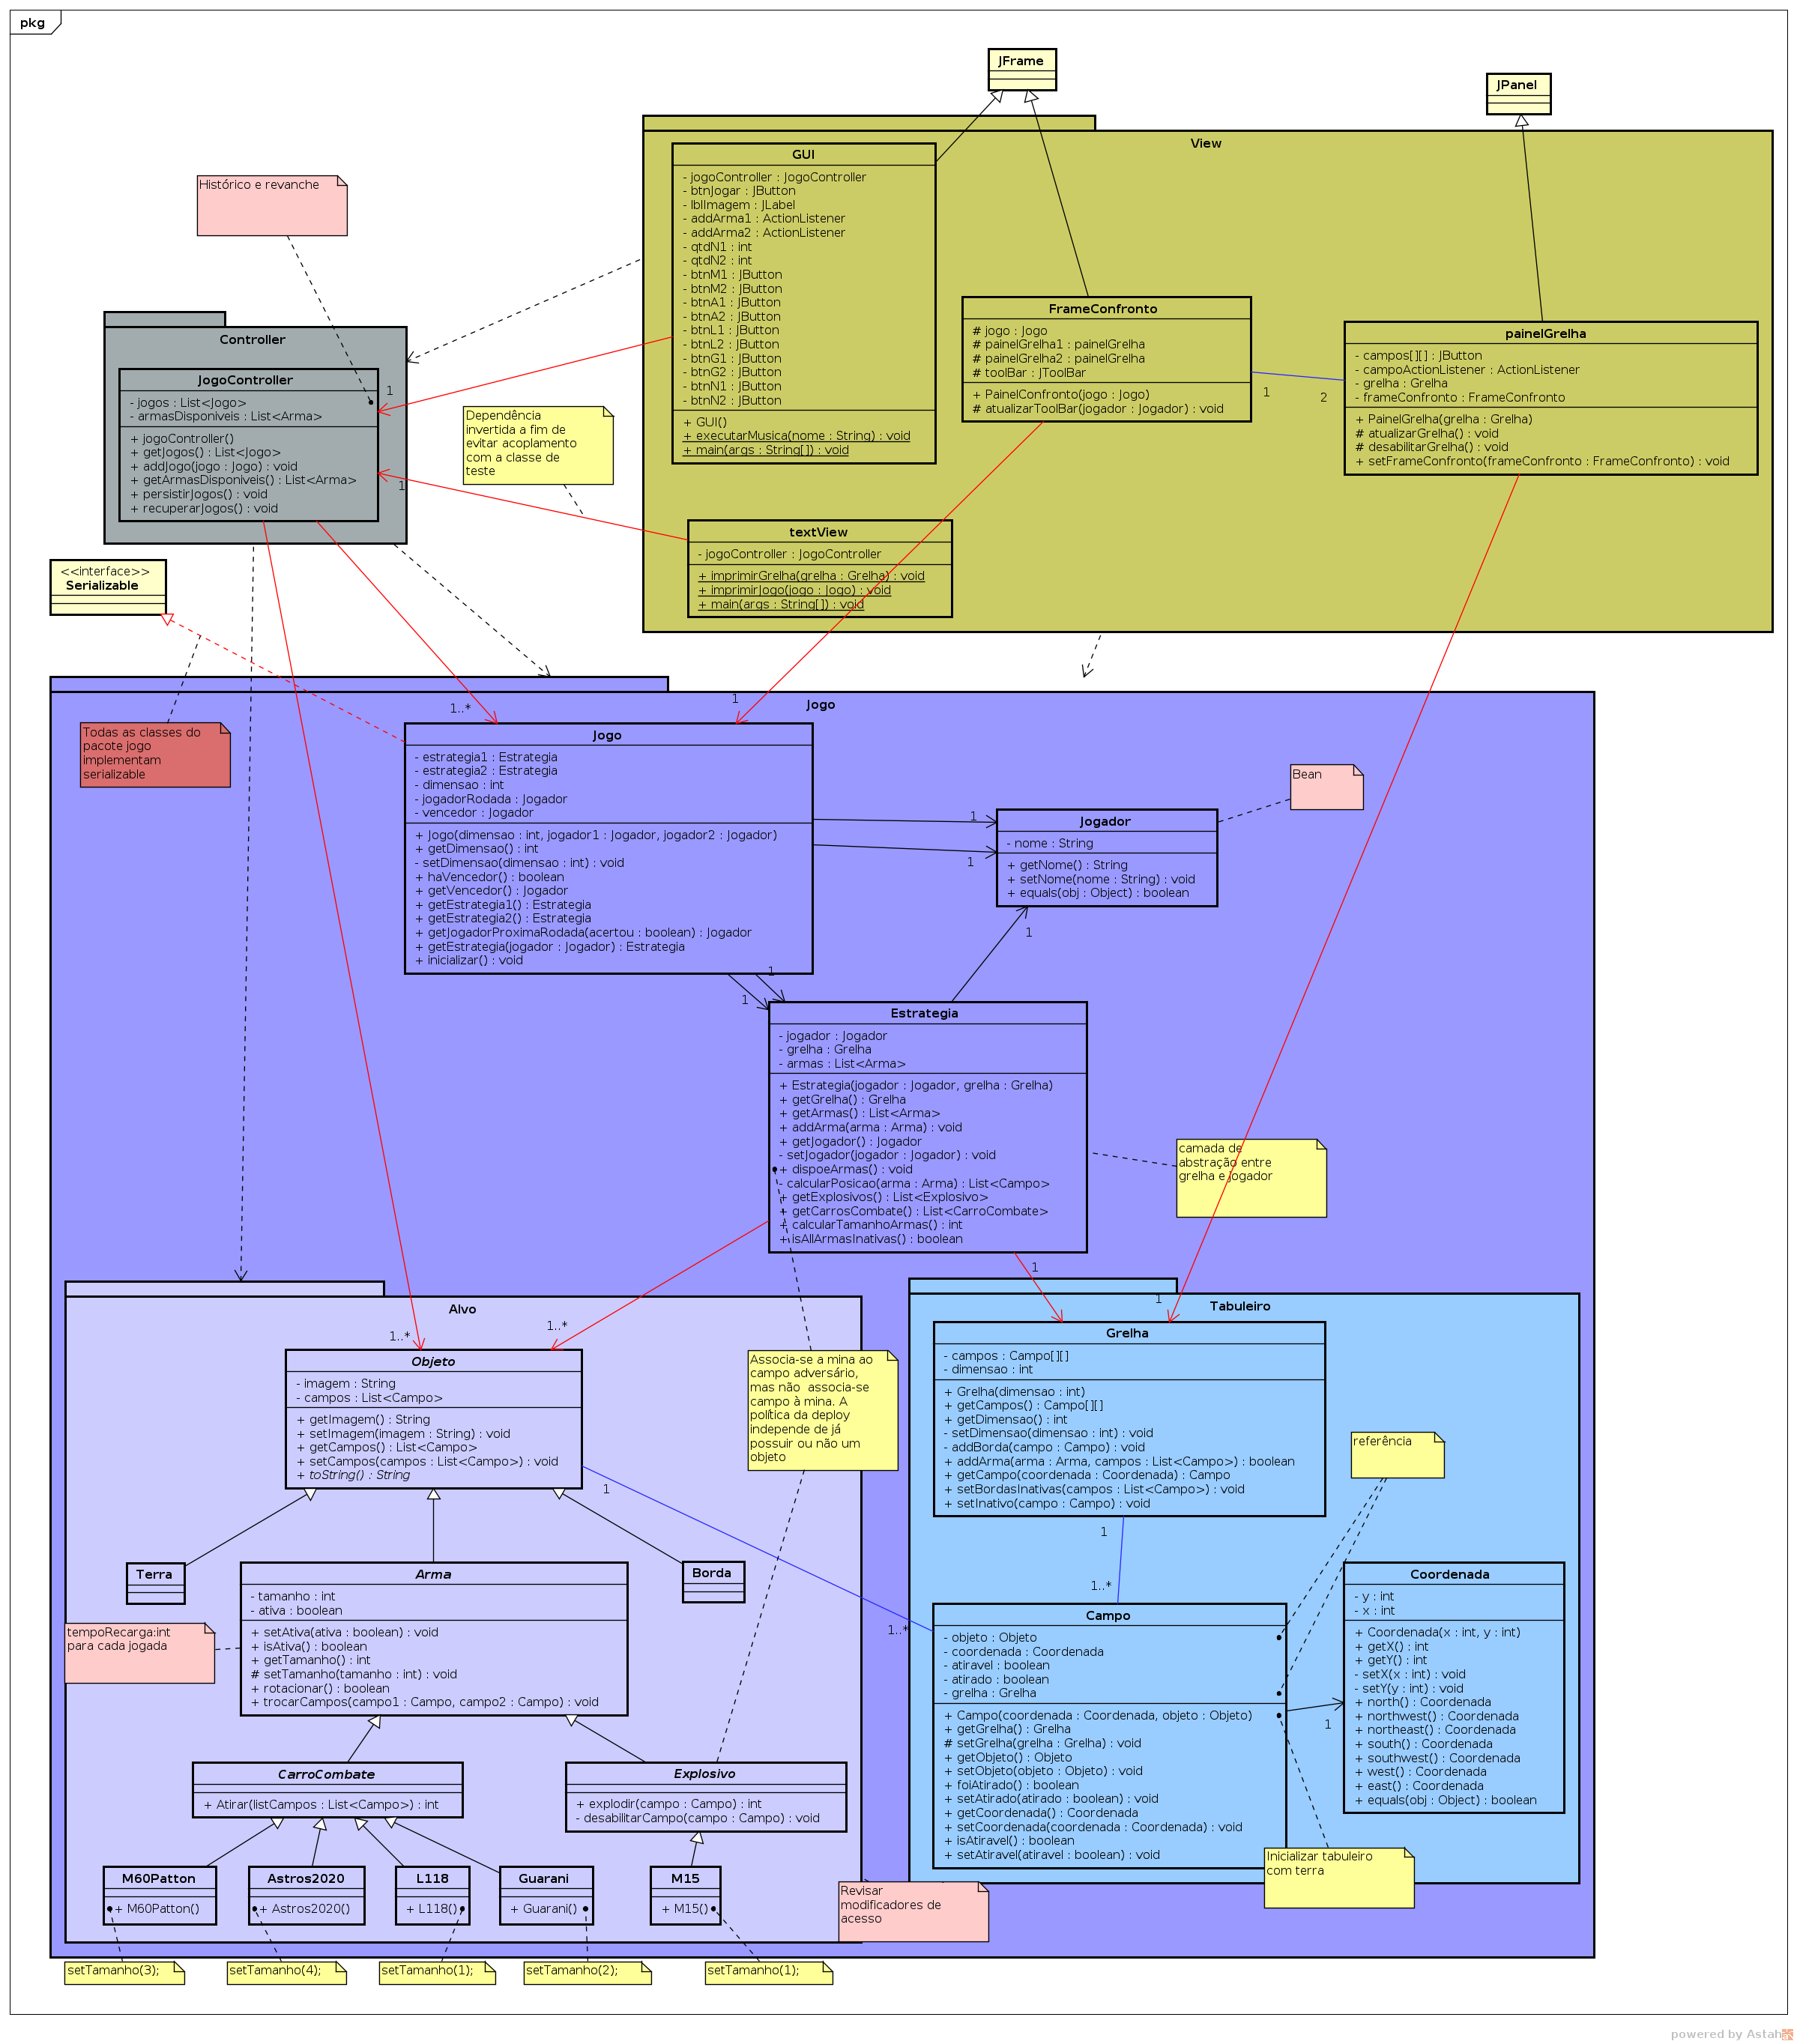 pkg
JFrame
JPanel
View
GUI
- jogoController : JogoController
- btnJogar : JButton
- lblImagem : JLabel
- addArma1 : ActionListener
- addArma2 : ActionListener
- qtdN1 : int
- qtdN2 : int
- btnM1 : JButton
- btnM2 : JButton
- btnA1 : JButton
- btnA2 : JButton
- btnL1 : JButton
- btnL2 : JButton
- btnG1 : JButton
- btnG2 : JButton
- btnN1 : JButton
- btnN2 : JButton
+ GUI()
+ executarMusica(nome : String) : void
+ main(args : String[]) : void
FrameConfronto
# jogo : Jogo
# painelGrelha1 : painelGrelha
# painelGrelha2 : painelGrelha
# toolBar : JToolBar
+ PainelConfronto(jogo : Jogo)
# atualizarToolBar(jogador : Jogador) : void
1
2
painelGrelha
- campos[][] : JButton
- campoActionListener : ActionListener
- grelha : Grelha
- frameConfronto : FrameConfronto
+ PainelGrelha(grelha : Grelha)
# atualizarGrelha() : void
# desabilitarGrelha() : void
+ setFrameConfronto(frameConfronto : FrameConfronto) : void
textView
- jogoController : JogoController
+ imprimirGrelha(grelha : Grelha) : void
+ imprimirJogo(jogo : Jogo) : void
+ main(args : String[]) : void
Histórico e revanche
Controller
JogoController
- jogos : List<Jogo>
- armasDisponiveis : List<Arma>
+ jogoController()
+ getJogos() : List<Jogo>
+ addJogo(jogo : Jogo) : void
+ getArmasDisponiveis() : List<Arma>
+ persistirJogos() : void
+ recuperarJogos() : void
1
1
Dependência
invertida a fim de
evitar acoplamento
com a classe de
teste
<<interface>>
Serializable
Todas as classes do
pacote jogo
implementam
serializable
Jogo
1..*
1
Jogo
- estrategia1 : Estrategia
- estrategia2 : Estrategia
- dimensao : int
- jogadorRodada : Jogador
- vencedor : Jogador
+ Jogo(dimensao : int, jogador1 : Jogador, jogador2 : Jogador)
+ getDimensao() : int
- setDimensao(dimensao : int) : void
+ haVencedor() : boolean
+ getVencedor() : Jogador
+ getEstrategia1() : Estrategia
+ getEstrategia2() : Estrategia
+ getJogadorProximaRodada(acertou : boolean) : Jogador
+ getEstrategia(jogador : Jogador) : Estrategia
+ inicializar() : void
1
1
Bean
Jogador
- nome : String
+ getNome() : String
+ setNome(nome : String) : void
+ equals(obj : Object) : boolean
1
1
1
Estrategia
- jogador : Jogador
- grelha : Grelha
- armas : List<Arma>
+ Estrategia(jogador : Jogador, grelha : Grelha)
+ getGrelha() : Grelha
+ getArmas() : List<Arma>
+ addArma(arma : Arma) : void
+ getJogador() : Jogador
- setJogador(jogador : Jogador) : void
+ dispoeArmas() : void
- calcularPosicao(arma : Arma) : List<Campo>
+ getExplosivos() : List<Explosivo>
+ getCarrosCombate() : List<CarroCombate>
+ calcularTamanhoArmas() : int
+ isAllArmasInativas() : boolean
camada de
abstração entre
grelha e jogador
1
1
1..*
1..*
Alvo
Objeto
- imagem : String
- campos : List<Campo>
+ getImagem() : String
+ setImagem(imagem : String) : void
+ getCampos() : List<Campo>
+ setCampos(campos : List<Campo>) : void
+ toString() : String
1
1..*
Associa-se a mina ao
campo adversário,
mas não  associa-se
campo à mina. A
política da deploy
independe de já
possuir ou não um
objeto
Terra
Borda
Arma
- tamanho : int
- ativa : boolean
+ setAtiva(ativa : boolean) : void
+ isAtiva() : boolean
+ getTamanho() : int
# setTamanho(tamanho : int) : void
+ rotacionar() : boolean
+ trocarCampos(campo1 : Campo, campo2 : Campo) : void
tempoRecarga:int
para cada jogada
CarroCombate
+ Atirar(listCampos : List<Campo>) : int
Explosivo
+ explodir(campo : Campo) : int
- desabilitarCampo(campo : Campo) : void
M60Patton
+ M60Patton()
Astros2020
+ Astros2020()
L118
+ L118()
Guarani
+ Guarani()
M15
+ M15()
setTamanho(3);
setTamanho(4);
setTamanho(1);
setTamanho(2);
setTamanho(1);
Revisar
modificadores de
acesso
Tabuleiro
Grelha
- campos : Campo[][]
- dimensao : int
+ Grelha(dimensao : int)
+ getCampos() : Campo[][]
+ getDimensao() : int
- setDimensao(dimensao : int) : void
- addBorda(campo : Campo) : void
+ addArma(arma : Arma, campos : List<Campo>) : boolean
+ getCampo(coordenada : Coordenada) : Campo
+ setBordasInativas(campos : List<Campo>) : void
+ setInativo(campo : Campo) : void
referência
1
1..*
Campo
- objeto : Objeto
- coordenada : Coordenada
- atiravel : boolean
- atirado : boolean
- grelha : Grelha
+ Campo(coordenada : Coordenada, objeto : Objeto)
+ getGrelha() : Grelha
# setGrelha(grelha : Grelha) : void
+ getObjeto() : Objeto
+ setObjeto(objeto : Objeto) : void
+ foiAtirado() : boolean
+ setAtirado(atirado : boolean) : void
+ getCoordenada() : Coordenada
+ setCoordenada(coordenada : Coordenada) : void
+ isAtiravel() : boolean
+ setAtiravel(atiravel : boolean) : void
1
Coordenada
- y : int
- x : int
+ Coordenada(x : int, y : int)
+ getX() : int
+ getY() : int
- setX(x : int) : void
- setY(y : int) : void
+ north() : Coordenada
+ northwest() : Coordenada
+ northeast() : Coordenada
+ south() : Coordenada
+ southwest() : Coordenada
+ west() : Coordenada
+ east() : Coordenada
+ equals(obj : Object) : boolean
Inicializar tabuleiro
com terra
powered by Astah